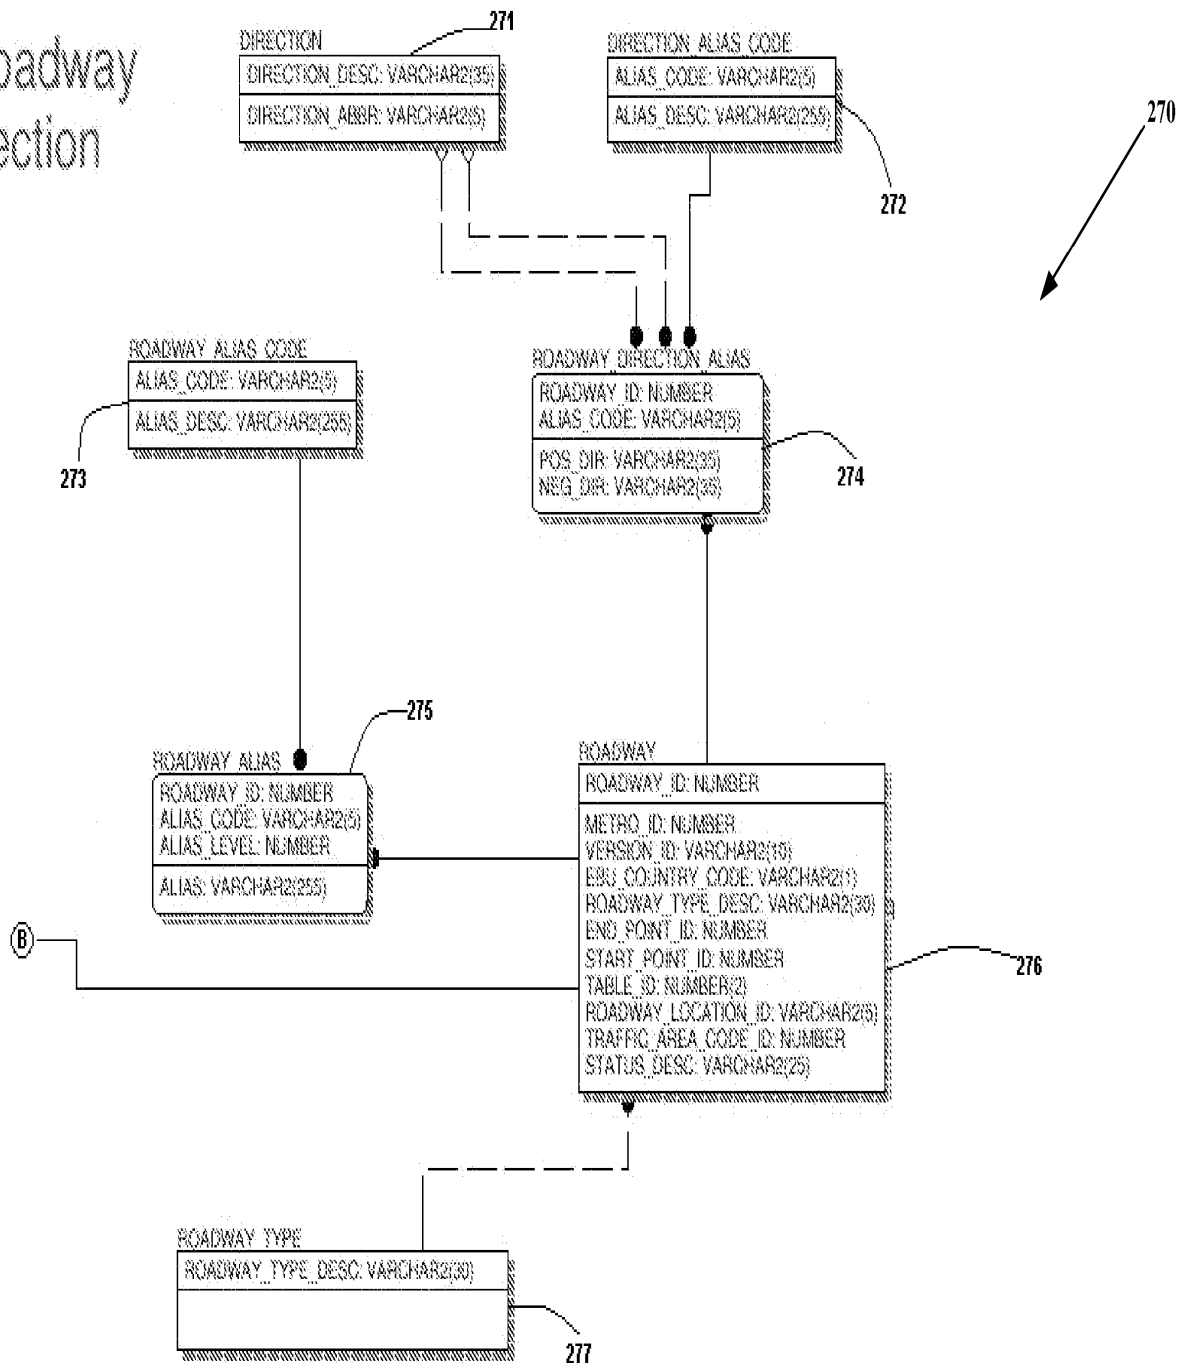 oadway
ection
271
DIRECTION
DIRECTION_DESC: VARCHAR2(35)
DIRECTION_ABBR: VARCHAR2(5)
DIRECTION_ALIAS_CODE
ALIAS_CODE: VARCHAR2(5)
ALIAS_DESC: VARCHAR2(255)
272
270
ROADWAY_ALIAS_CODE
ALIAS_CODE: VARCHAR2(5)
ALIAS_DESC: VARCHAR2(255)
273
ROADWAY_DIRECTION_ALIAS
ROADWAY_ID: NUMBER
ALIAS_CODE: VARCHAR2(5)
POS_DIR: VARCHAR2(35)
NEG_DIR: VARCHAR2(35)
274
275
ROADWAY_ALIAS
ROADWAY_ID: NUMBER
ALIAS_CODE: VARCHAR2(5)
ALIAS_LEVEL: NUMBER
ALIAS: VARCHAR2(255)
B
ROADWAY
ROADWAY_ID: NUMBER
METRO_ID: NUMBER
VERSION_ID: VARCHAR2(15)
EBU_COUNTRY_CODE: VARCHAR2(1)
ROADWAY_TYPE_DESC: VARCHAR2(30)
END_POINT_ID: NUMBER
START_POINT_ID: NUMBER
TABLE_ID: NUMBER(2)
ROADWAY_LOCATION_ID: VARCHAR2(5)
TRAFFIC_AREA_CODE_ID: NUMBER
STATUS_DESC: VARCHAR2(25)
276
ROADWAY_TYPE
ROADWAY_TYPE_DESC: VARCHAR2(30)
277